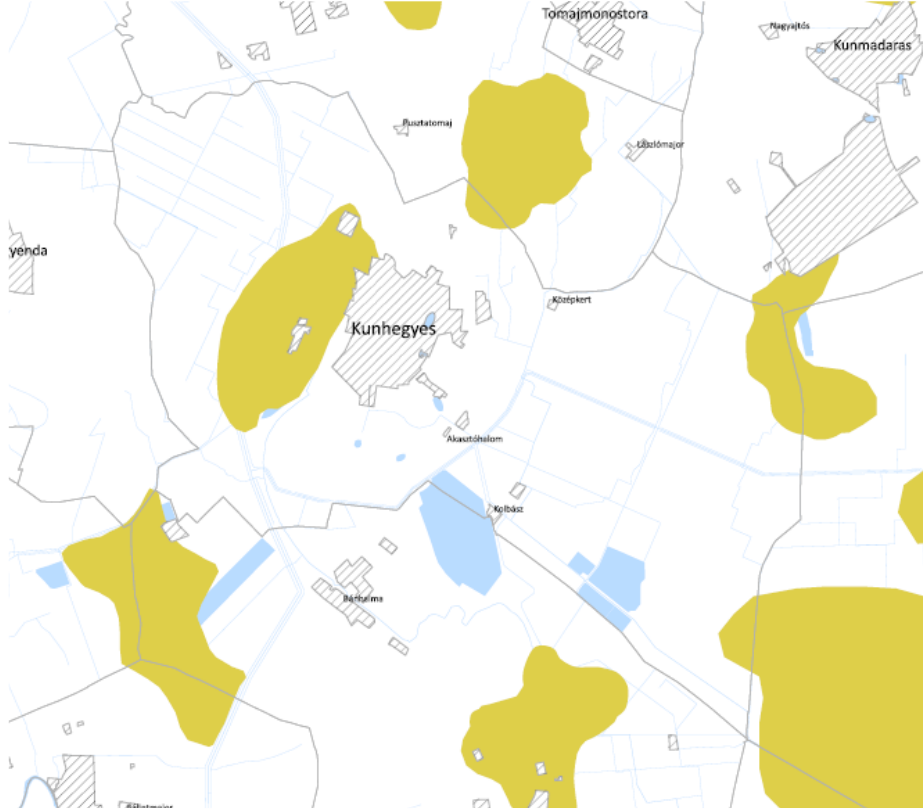 Tomajmonostora
Nagyajtós
Kunmadaras
Pusztatomaj
Lászlómajor
yenda
Középkert
Kunhegyes
Akasztóhalom
Kolbász
Bánhalma